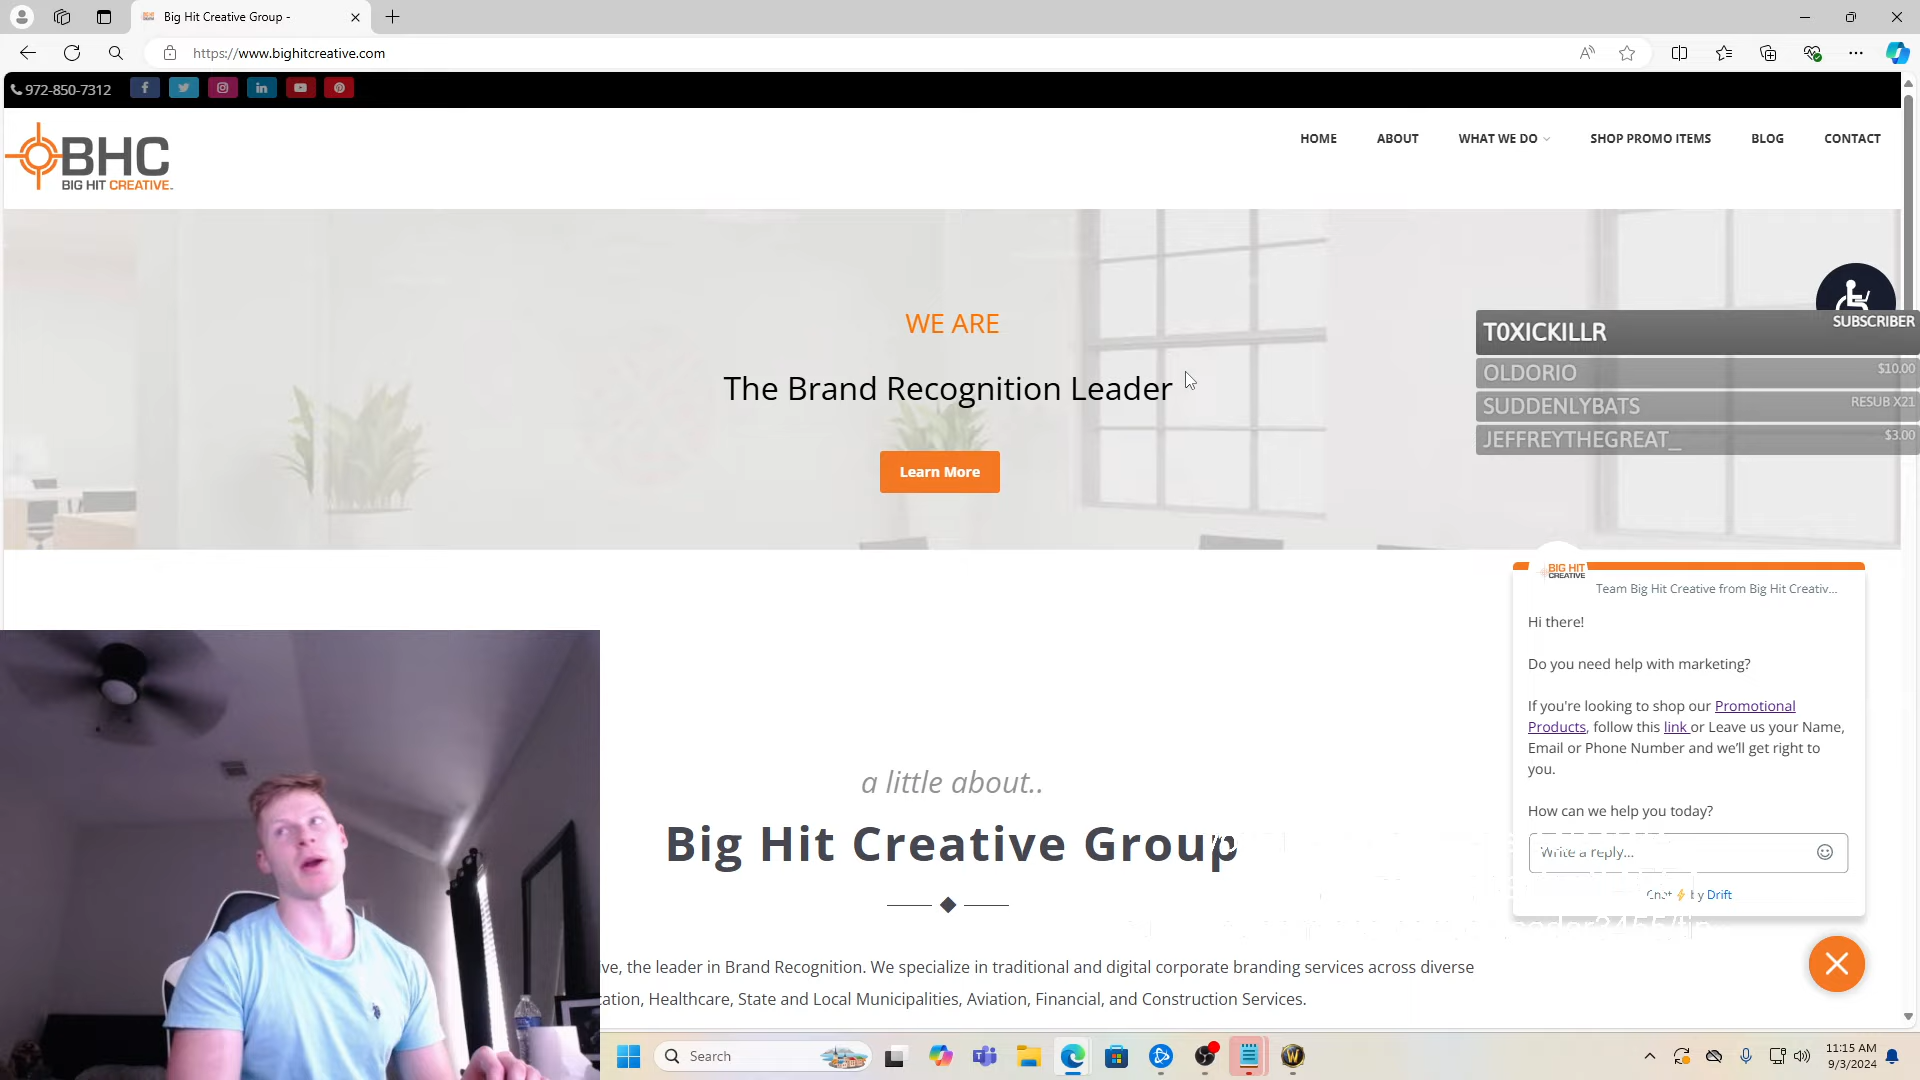 Big Hit Creative Group -
https://www.bighitcreative.com
972-850-7312
BHC
BIG HIT CREATIVE.
HOME ABOUT WHAT WE DO SHOP PROMO ITEMS BLOG CONTACT
WE ARE
The Brand Recognition Leader
Learn More
T0XICKILLR SUBSCRIBER
OLDORIO $10.00
SUDDENLYBATS RESUB X21
JEFFREYTHEGREAT_ $3.00
BIG HIT
CREATIVE
Team Big Hit Creative from Big Hit Creativ...
Hi there!
Do you need help with marketing?
If you're looking to shop our Promotional
Products, follow this link or Leave us your Name,
Email or Phone Number and we'll get right to
you.
How can we help you today?
Write a reply...
Chat by Drift
a little about..
Big Hit Creative Group
ve, the leader in Brand Recognition. We specialize in traditional and digital corporate branding services across diverse
ation, Healthcare, State and Local Municipalities, Aviation, Financial, and Construction Services.
Search
11:15 AM
9/3/2024